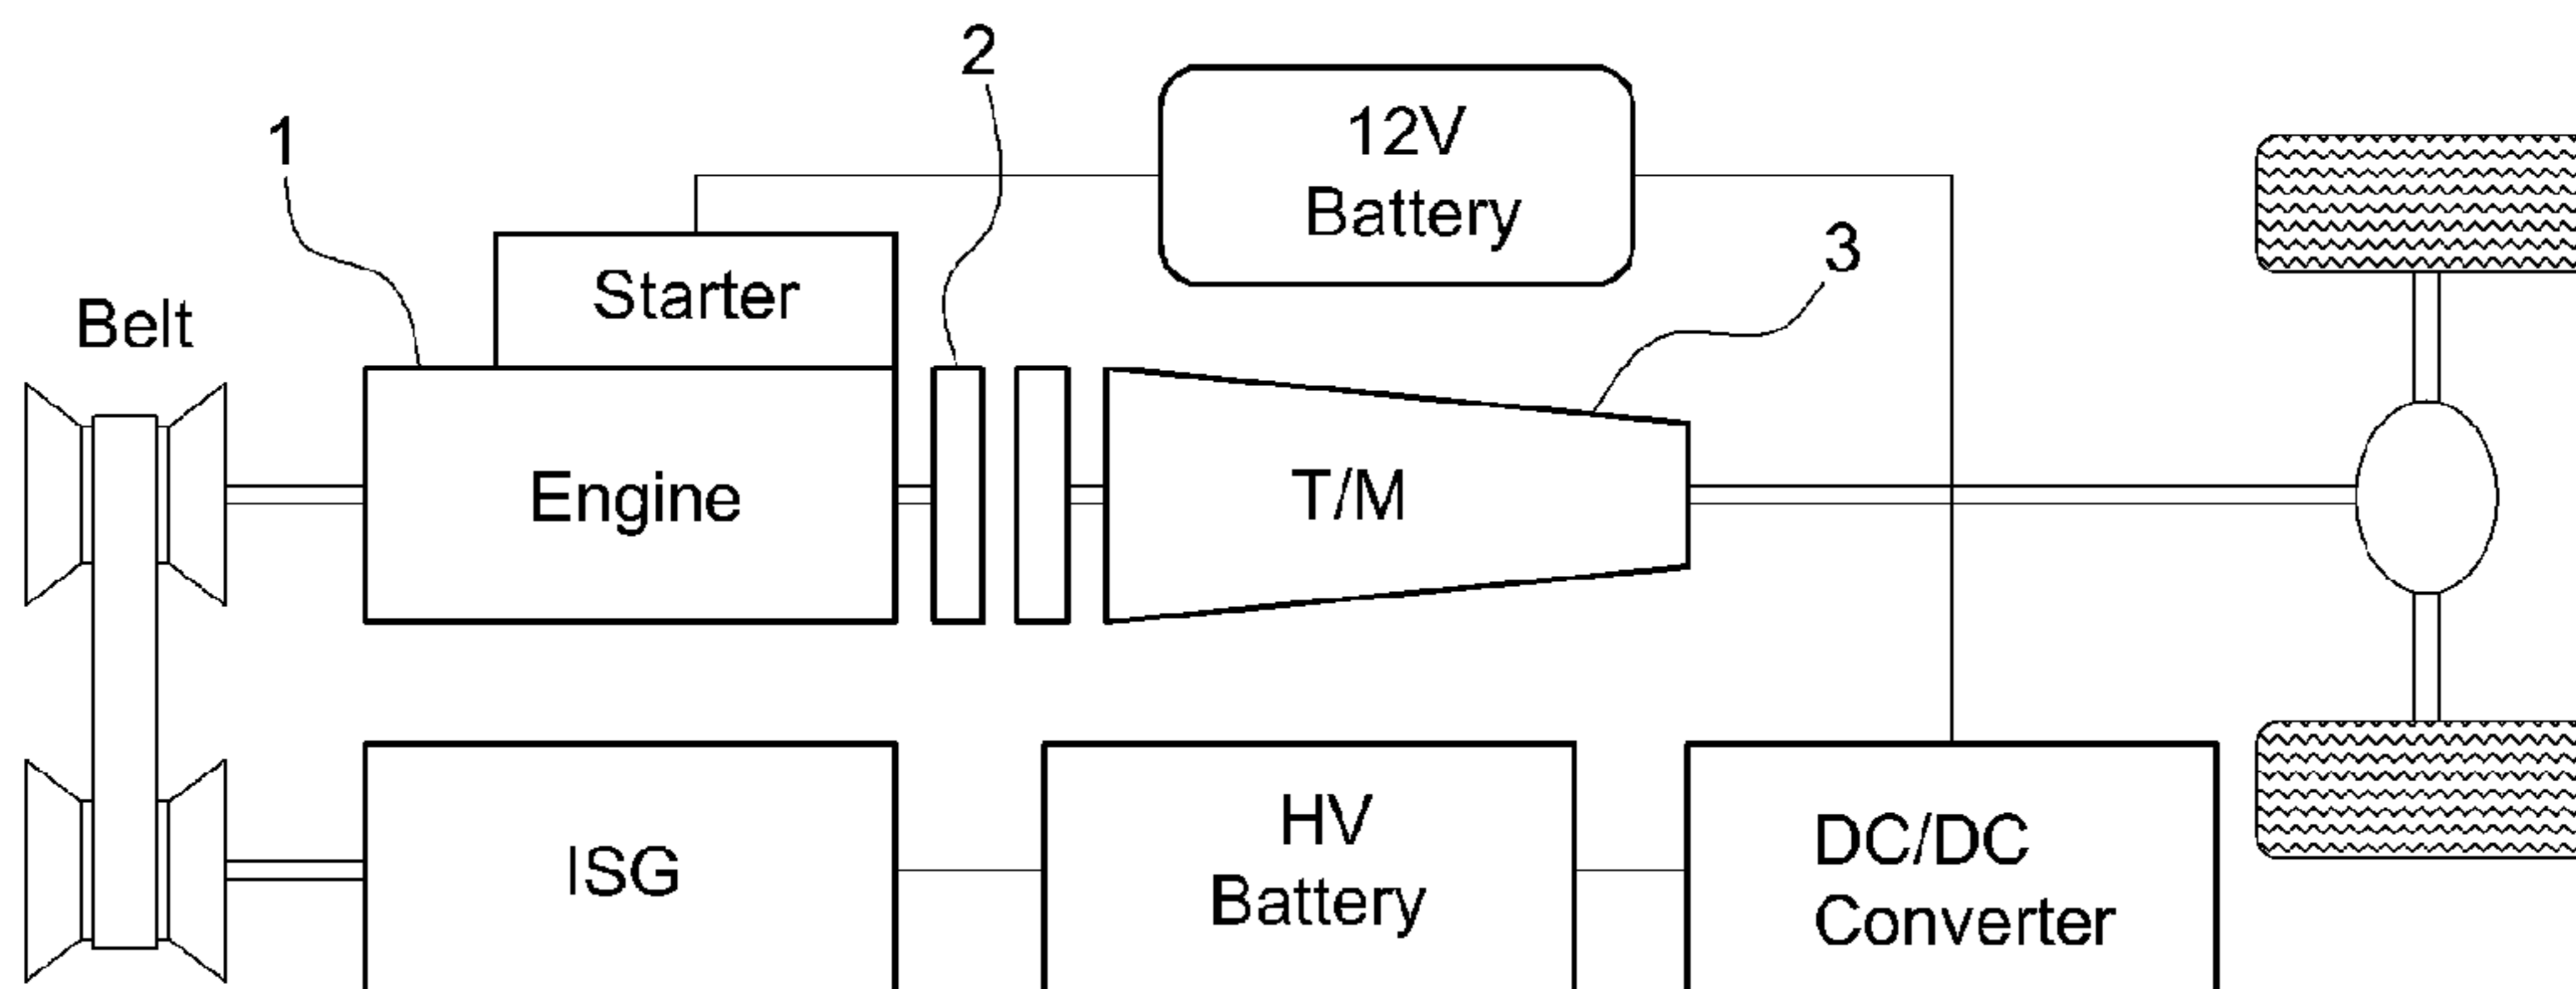 2
1
12V
Battery
3
Starter
Belt
Engine
T/M
ISG
HV
Battery
DC/DC
Converter